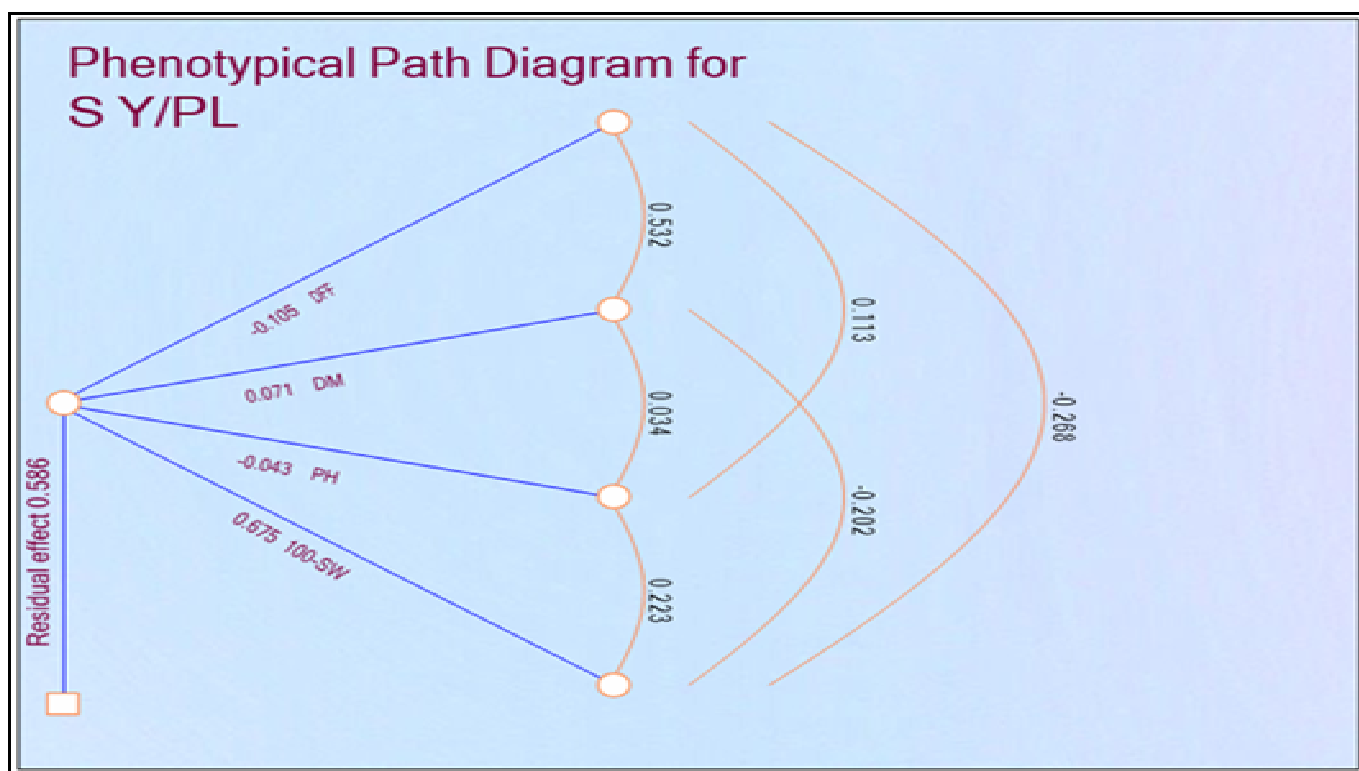 Phenotypical Path Diagram for
S Y/PL
0.532
-0.105 DFF
0.113
0.071 DM
0.034
-0.268
-0.043 PH
-0.202
0.675 100-SW
0.223
Residual effect 0.586